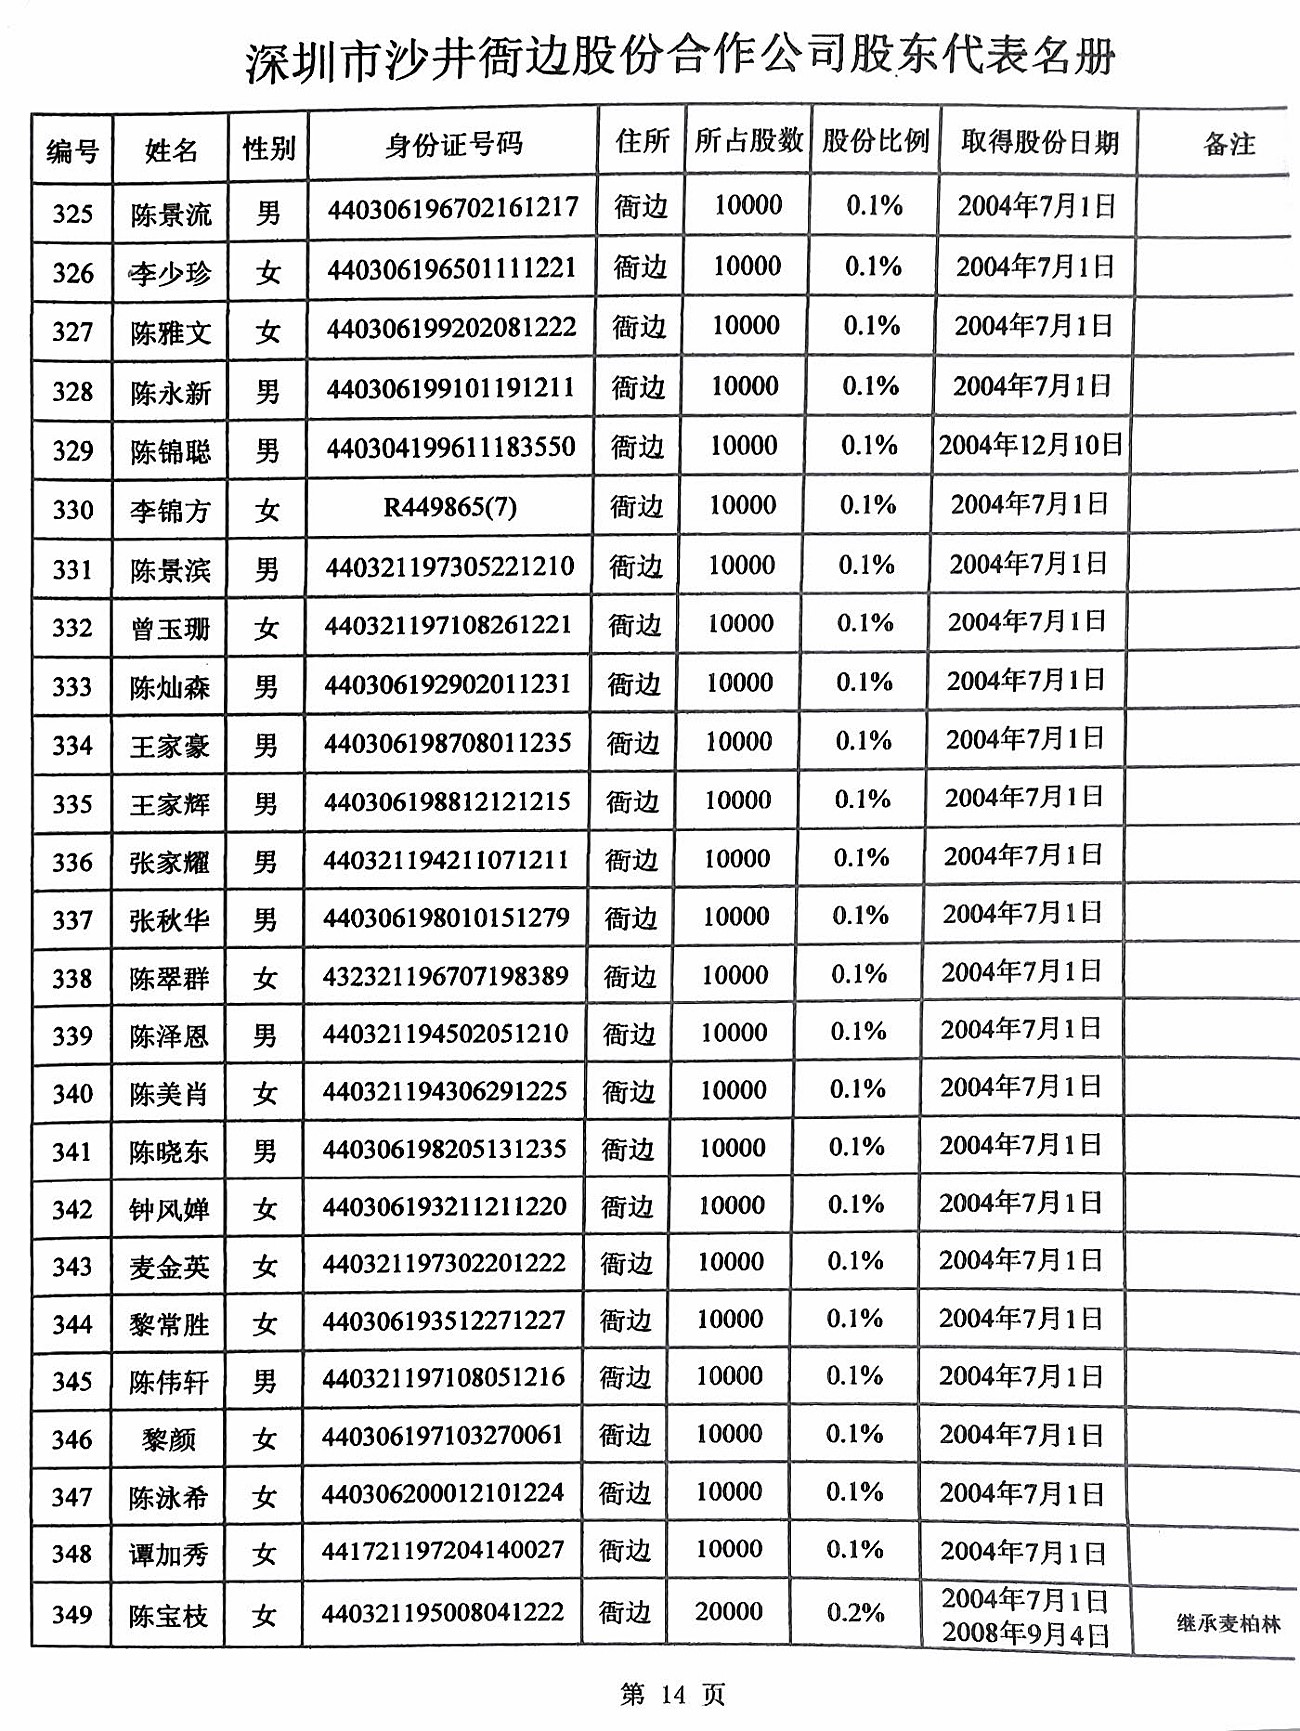 深圳市沙井衙边股份合作公司股东代表名册
编号 姓名 性别 身份证号码 住所 所占股数 股份比例 取得股份日期 备注
325 陈景流 男 440306196702161217 衙边 10000 0.1% 2004年7月1日
326 李少珍 女 440306196501111221 衙边 10000 0.1% 2004年7月1日
327 陈雅文 女 440306199202081222 衙边 10000 0.1% 2004年7月1日
328 陈永新 男 440306199101191211 衙边 10000 0.1% 2004年7月1日
329 陈锦聪 男 440304199611183550 衙边 10000 0.1% 2004年12月10日
330 李锦方 女 R449865(7) 衙边 10000 0.1% 2004年7月1日
331 陈景滨 男 440321197305221210 衙边 10000 0.1% 2004年7月1日
332 曾玉珊 女 440321197108261221 衙边 10000 0.1% 2004年7月1日
333 陈灿森 男 440306192902011231 衙边 10000 0.1% 2004年7月1日
334 王家豪 男 440306198708011235 衙边 10000 0.1% 2004年7月1日
335 王家辉 男 440306198812121215 衙边 10000 0.1% 2004年7月1日
336 张家耀 男 440321194211071211 衙边 10000 0.1% 2004年7月1日
337 张秋华 男 440306198010151279 衙边 10000 0.1% 2004年7月1日
338 陈翠群 女 432321196707198389 衙边 10000 0.1% 2004年7月1日
339 陈泽恩 男 440321194502051210 衙边 10000 0.1% 2004年7月1日
340 陈美肖 女 440321194306291225 衙边 10000 0.1% 2004年7月1日
341 陈晓东 男 440306198205131235 衙边 10000 0.1% 2004年7月1日
342 钟风婵 女 440306193211211220 衙边 10000 0.1% 2004年7月1日
343 麦金英 女 440321197302201222 衙边 10000 0.1% 2004年7月1日
344 黎常胜 女 440306193512271227 衙边 10000 0.1% 2004年7月1日
345 陈伟轩 男 440321197108051216 衙边 10000 0.1% 2004年7月1日
346 黎颜 女 440306197103270061 衙边 10000 0.1% 2004年7月1日
347 陈泳希 女 440306200012101224 衙边 10000 0.1% 2004年7月1日
348 谭加秀 女 441721197204140027 衙边 10000 0.1% 2004年7月1日
349 陈宝枝 女 440321195008041222 衙边 20000 0.2% 2004年7月1日
2008年9月4日 继承麦柏林
第 14 页